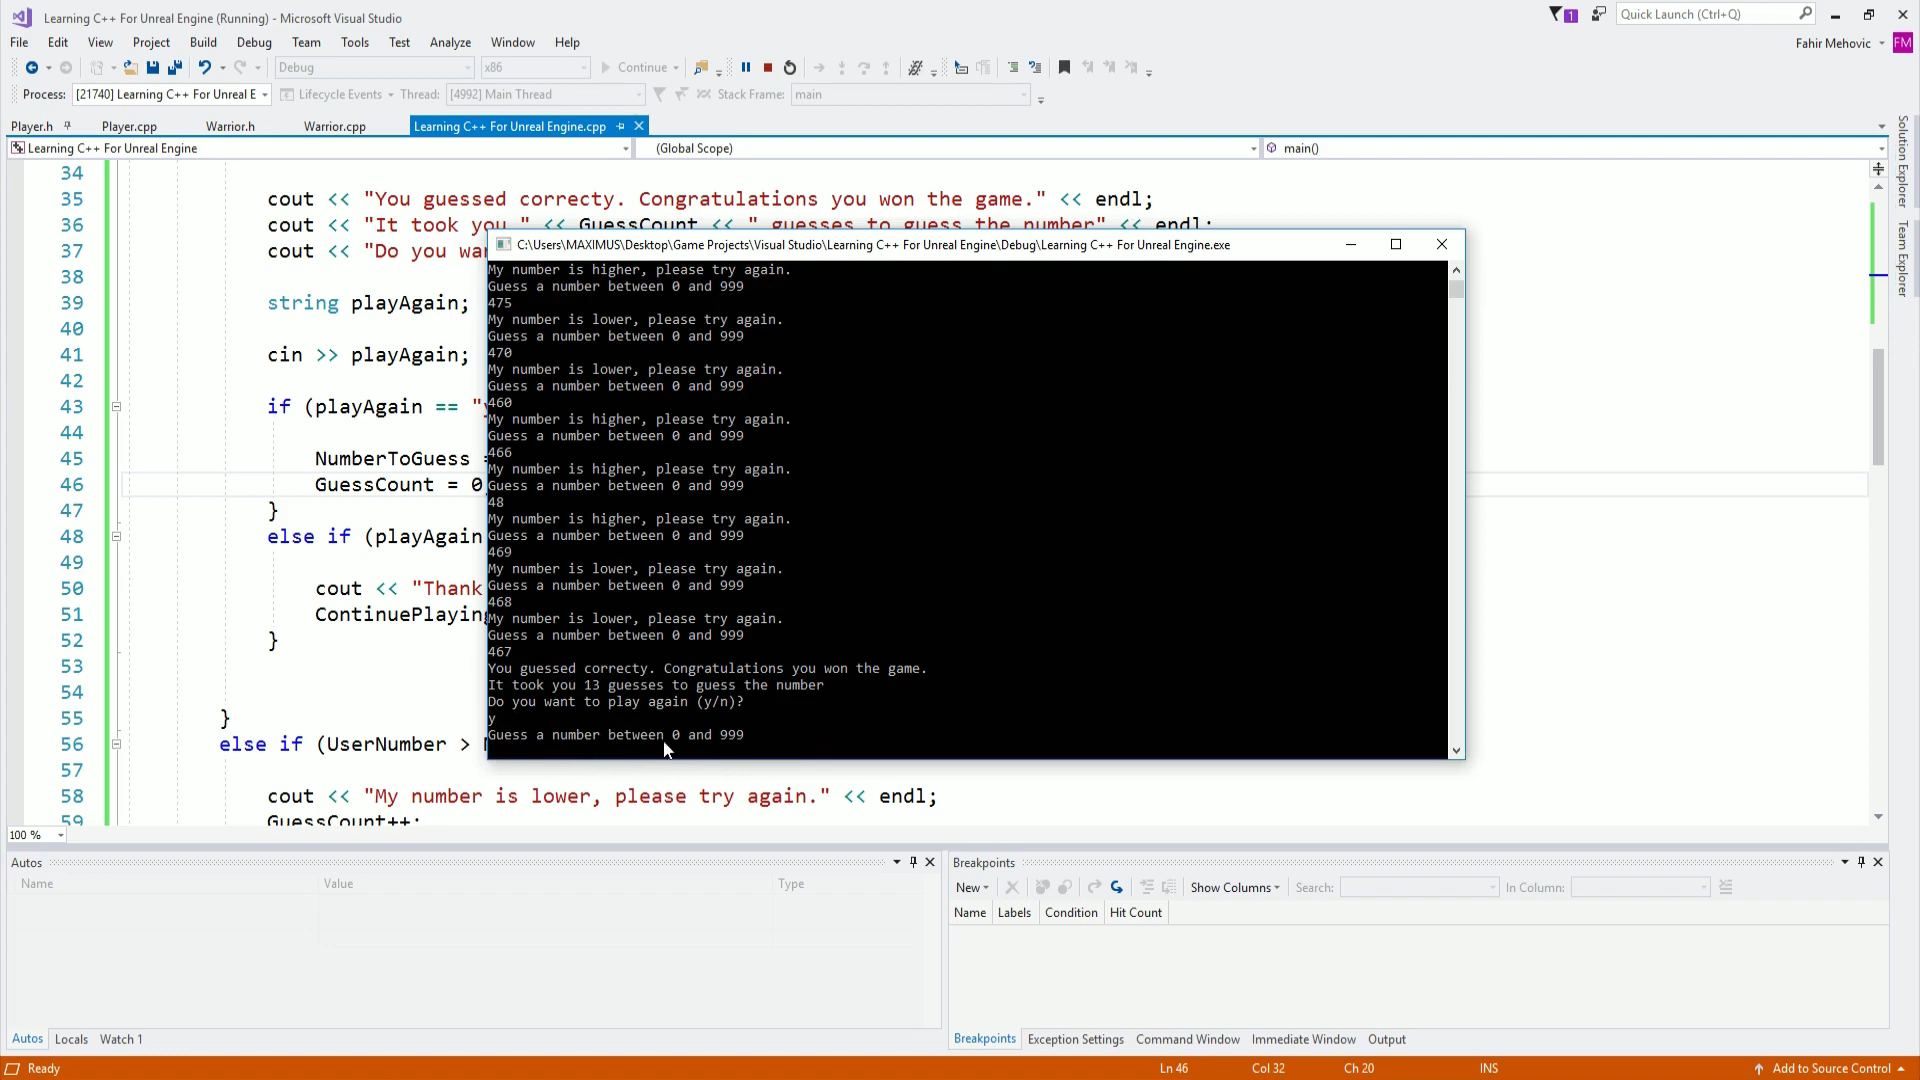 Learning C++ For Unreal Engine (Running) - Microsoft Visual Studio
1
Quick Launch (Ctrl+Q)
File Edit View Project Build Debug Team Tools Test Analyze Window Help
Fahir Mehovic FM
Debug x86 Continue
Process: [21740] Learning C++ For Unreal E Lifecycle Events Thread: [4992] Main Thread Stack Frame: main
Player.h Player.cpp Warrior.h Warrior.cpp Learning C++ For Unreal Engine.cpp
Learning C++ For Unreal Engine (Global Scope) main()
Solution Explorer
Team Explorer
34
35 cout << "You guessed correcty. Congratulations you won the game." << endl;
36 cout << "It took you " << GuessCount << " guesses to guess the number" << endl;
37 cout << "Do you wa
38
39 string playAgain;
40
41 cin >> playAgain;
42
43 if (playAgain == "y
44
45 NumberToGuess =
46 GuessCount = 0;
47 }
48 else if (playAgain
49
50 cout << "Thank
51 ContinuePlaying
52 }
53
54
55 }
56 else if (UserNumber > N
57
58 cout << "My number is lower, please try again." << endl;
59 GuessCount++;
C:\Users\MAXIMUS\Desktop\Game Projects\Visual Studio\Learning C++ For Unreal Engine\Debug\Learning C++ For Unreal Engine.exe
My number is higher, please try again.
Guess a number between 0 and 999
475
My number is lower, please try again.
Guess a number between 0 and 999
470
My number is lower, please try again.
Guess a number between 0 and 999
460
My number is higher, please try again.
Guess a number between 0 and 999
466
My number is higher, please try again.
Guess a number between 0 and 999
48
My number is higher, please try again.
Guess a number between 0 and 999
469
My number is lower, please try again.
Guess a number between 0 and 999
468
My number is lower, please try again.
Guess a number between 0 and 999
467
You guessed correcty. Congratulations you won the game.
It took you 13 guesses to guess the number
Do you want to play again (y/n)?
y
Guess a number between 0 and 999
100 %
Autos
Name Value Type
Autos Locals Watch 1
Breakpoints
New Show Columns Search: In Column:
Name Labels Condition Hit Count
Breakpoints Exception Settings Command Window Immediate Window Output
Ready Ln 46 Col 32 Ch 20 INS Add to Source Control